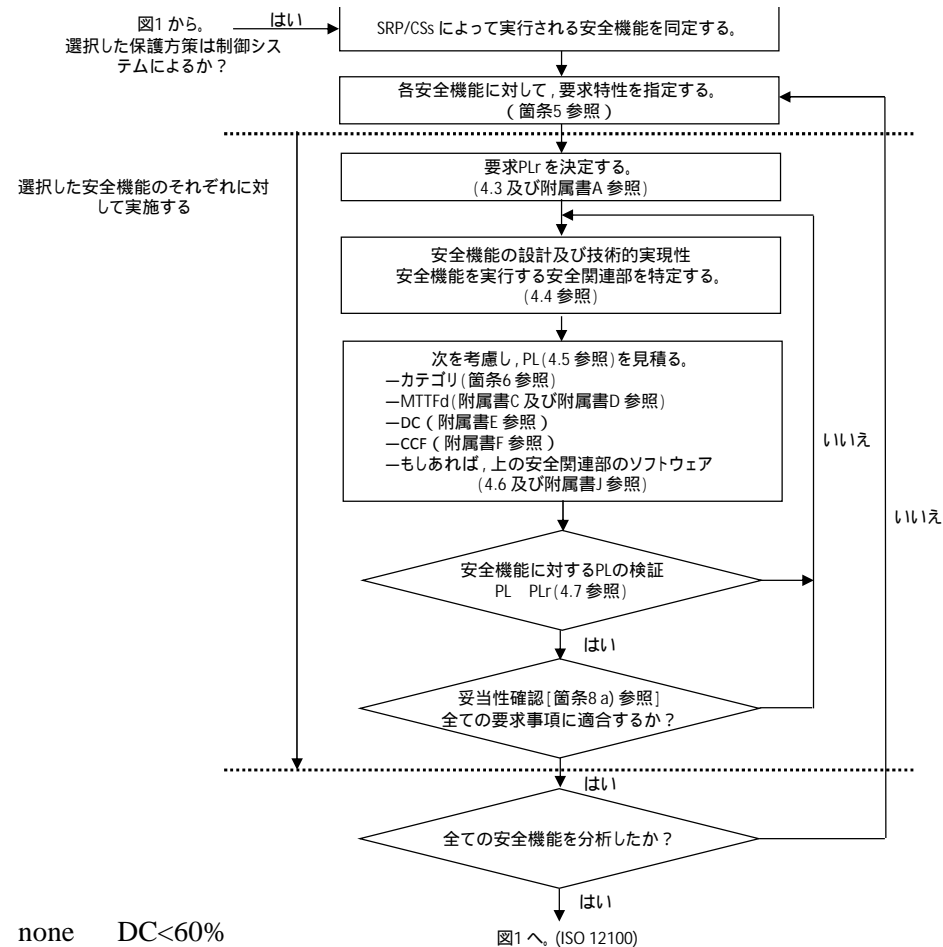 図1 から。
選択した保護方策は制御シス
テムによるか？
はい
SRP/CSs によって実行される安全機能を同定する。
各安全機能に対して , 要求特性を指定する。
( 箇条5 参照 )
選択した安全機能のそれぞれに対
して実施する
要求PLr を決定する。
(4.3 及び附属書A 参照)
安全機能の設計及び技術的実現性
安全機能を実行する安全関連部を特定する。
(4.4 参照)
次を考慮し , PL (4.5 参照) を見積る。
―カテゴリ(箇条6 参照)
―MTTFd(附属書C 及び附属書D 参照)
―DC ( 附属書E 参照 )
―CCF ( 附属書F 参照 )
―もしあれば , 上の安全関連部のソフトウェア
(4.6 及び附属書J 参照)
いいえ
いいえ
安全機能に対するPLの検証
PL PLr (4.7 参照)
はい
妥当性確認[箇条8 a) 参照]
全ての要求事項に適合するか？
はい
全ての安全機能を分析したか？
はい
none DC<60%
図1 へ。(ISO 12100)